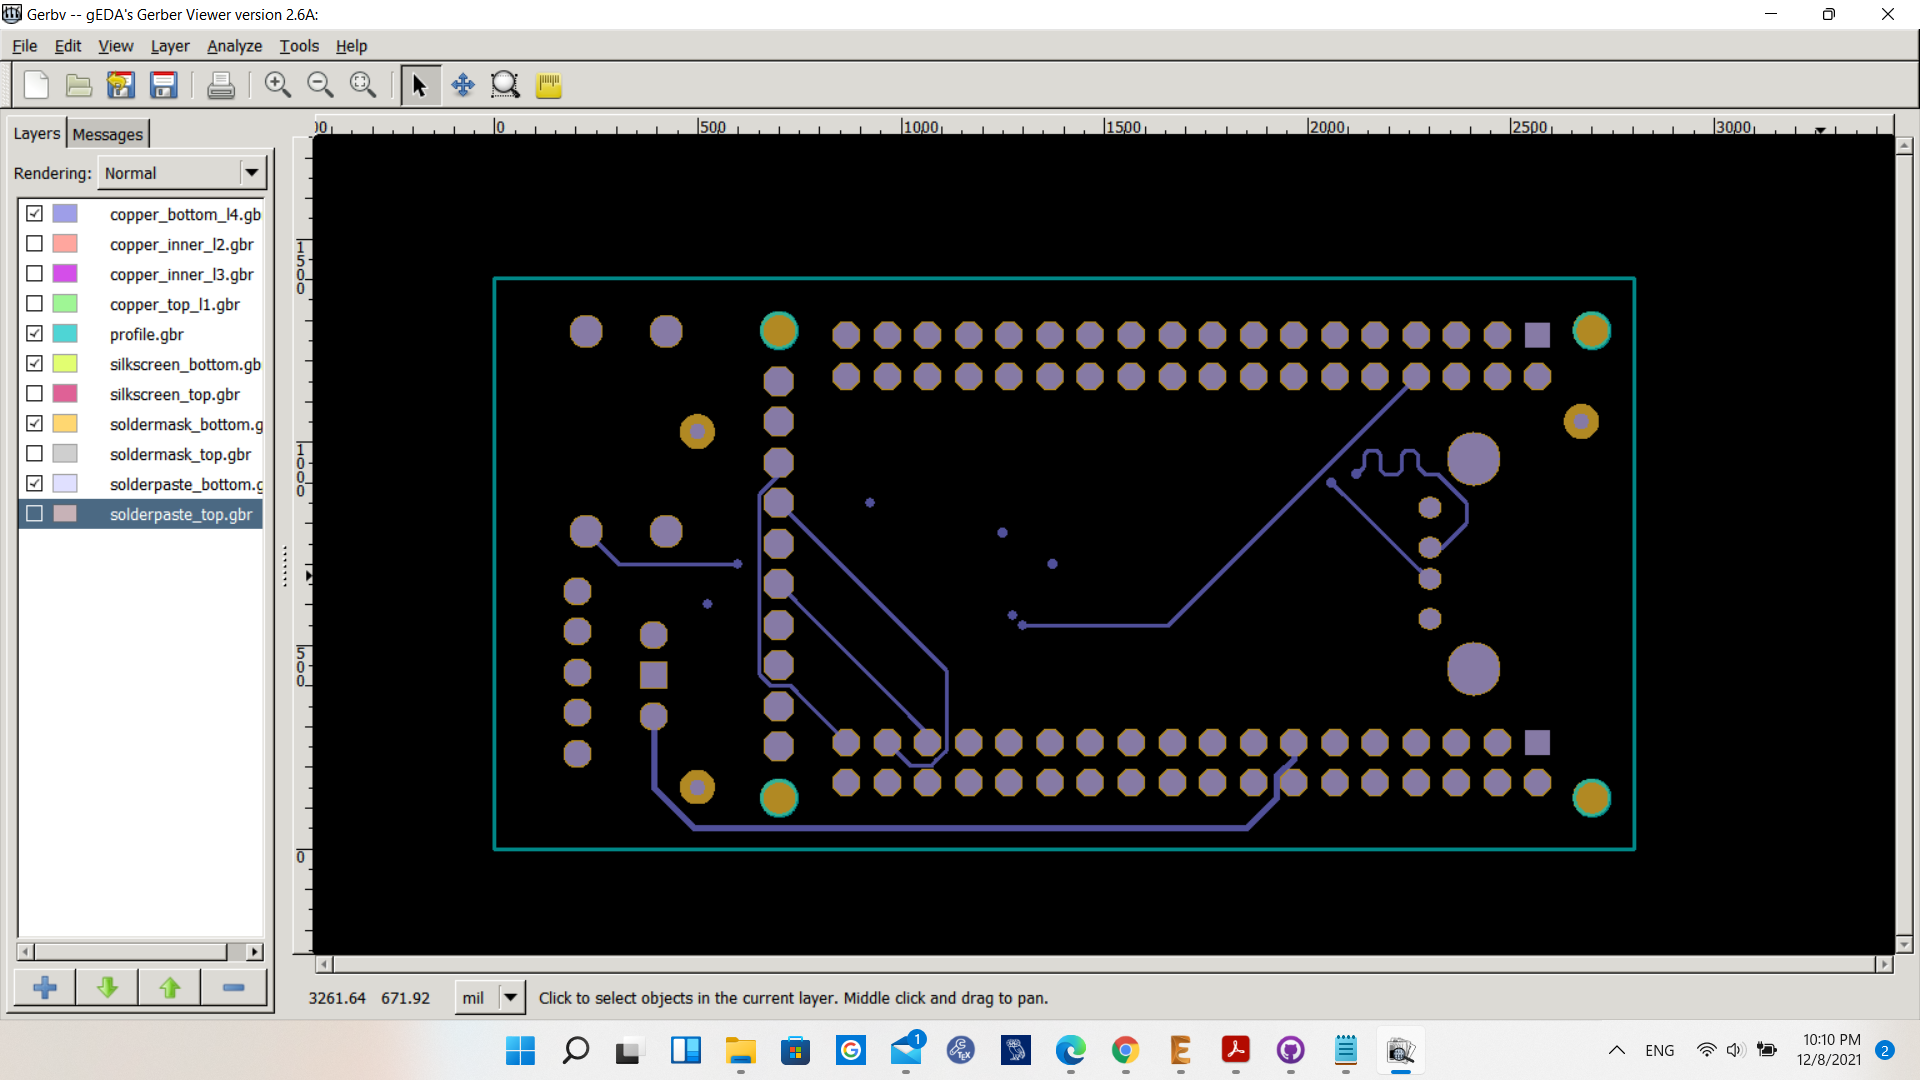 Gerbv -- gEDA's Gerber Viewer version 2.6A:
File Edit View Layer Analyze Tools Help
Layers Messages
Rendering: Normal
copper_bottom_l4.gb
copper_inner_l2.gbr
copper_inner_l3.gbr
copper_top_l1.gbr
profile.gbr
silkscreen_bottom.gb
silkscreen_top.gbr
soldermask_bottom.g
soldermask_top.gbr
solderpaste_bottom.g
solderpaste_top.gbr
00 0 500 1000 1500 2000 2500 3000
1500
1000
500
0
3261.64 671.92 mil Click to select objects in the current layer. Middle click and drag to pan.
1
TEX
ENG
10:10 PM
12/8/2021
2